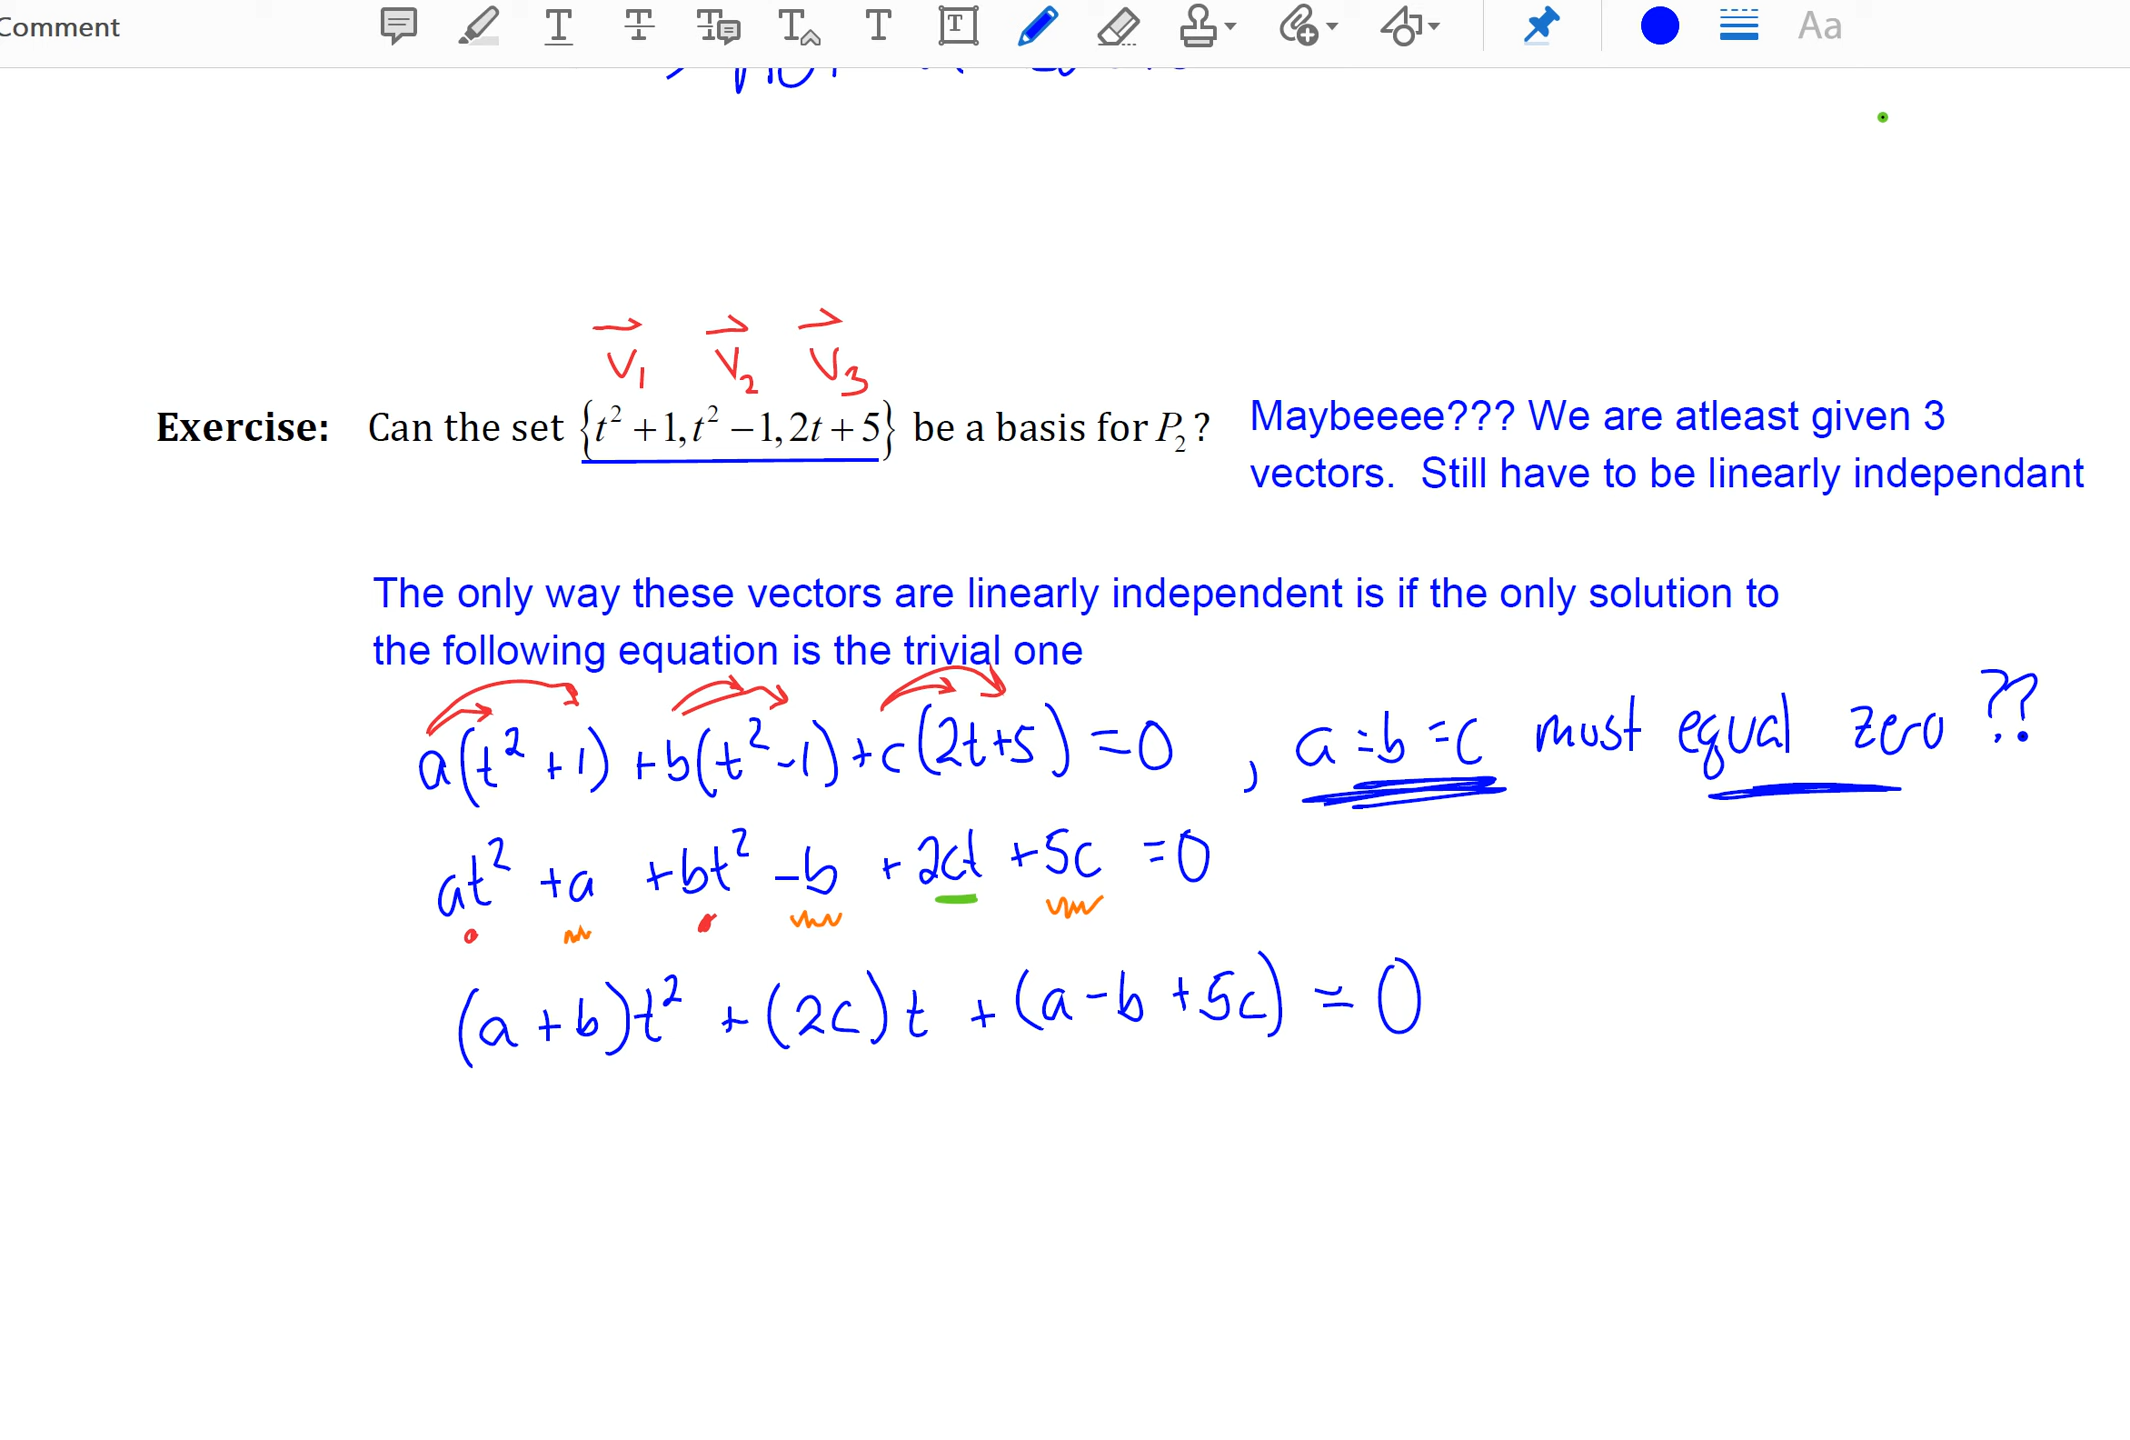 Comment
Aa
v₁ v₂ v₃
Exercise: Can the set {t² + 1, t² − 1, 2t + 5} be a basis for P₂?
Maybeeee??? We are atleast given 3
vectors. Still have to be linearly independant
The only way these vectors are linearly independent is if the only solution to
the following equation is the trivial one
a(t² + 1) + b(t² - 1) + c(2t + 5) = 0 , a = b = c must equal zero ??
at² + a + bt² - b + 2ct + 5c = 0
(a + b)t² + (2c)t + (a - b + 5c) = 0